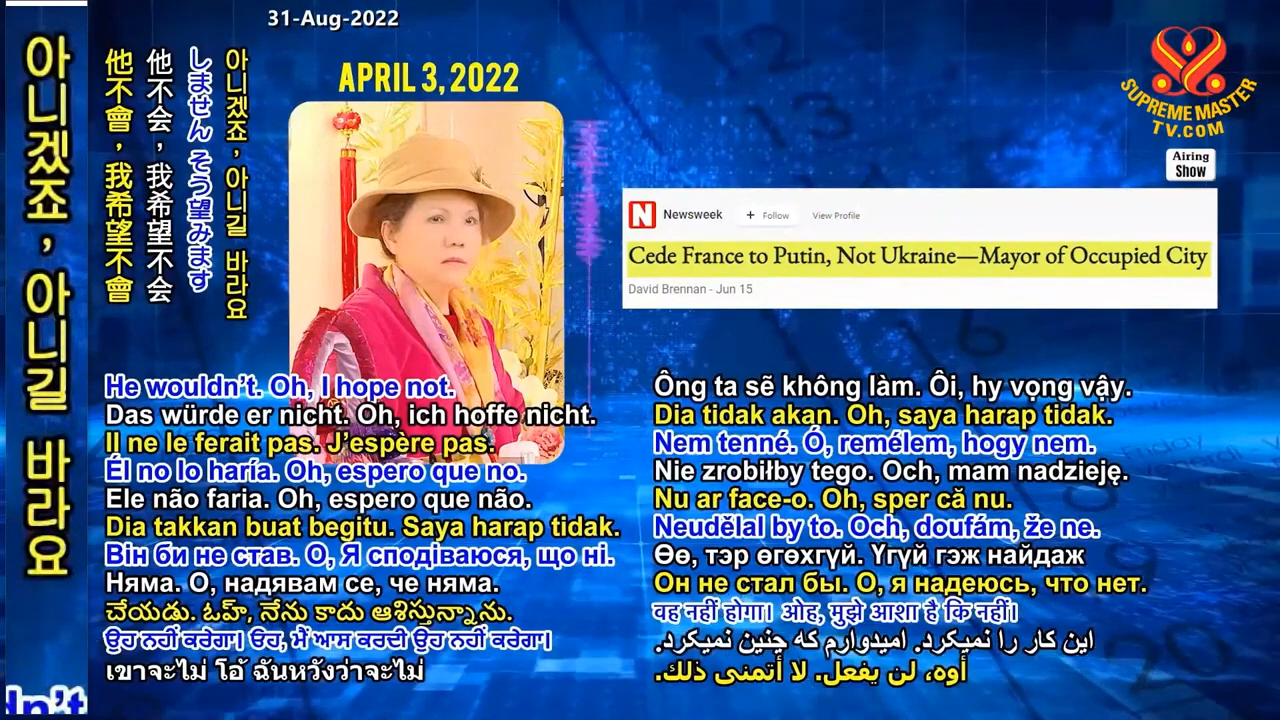 31-Aug-2022
아니겠죠, 아니길 바라요
他不會，我希望不會
他不会，我希望不会
しません そう望みます
아니겠죠, 아니길 바라요
APRIL 3, 2022
SUPREME MASTER
TV.COM
Airing
Show
N Newsweek + Follow View Profile
Cede France to Putin, Not Ukraine—Mayor of Occupied City
David Brennan - Jun 15
He wouldn't. Oh, I hope not.
Das würde er nicht. Oh, ich hoffe nicht.
Il ne le ferait pas. J'espère pas.
Él no lo haría. Oh, espero que no.
Ele não faria. Oh, espero que não.
Dia takkan buat begitu. Saya harap tidak.
Він би не став. О, Я сподіваюся, що ні.
Няма. О, надявам се, че няма.
చేయడు. ఓహ్, నేను కాదు ఆశిస్తున్నాను.
ਉਹ ਨਹੀਂ ਕਰੇਗਾ। ਓਹ, ਮੈਂ ਆਸ ਕਰਦੀ ਉਹ ਨਹੀਂ ਕਰੇਗਾ।
เขาจะไม่ โอ้ ฉันหวังว่าจะไม่
Ông ta sẽ không làm. Ôi, hy vọng vậy.
Dia tidak akan. Oh, saya harap tidak.
Nem tenné. Ó, remélem, hogy nem.
Nie zrobiłby tego. Och, mam nadzieję.
Nu ar face-o. Oh, sper că nu.
Neudělal by to. Och, doufám, že ne.
Өө, тэр өгөхгүй. Үгүй гэж найдаж
Он не стал бы. О, я надеюсь, что нет.
वह नहीं होगा। ओह, मुझे आशा है कि नहीं।
این کار را نمیکرد. امیدوارم که چنین نمیکرد.
أوه، لن يفعل. لا أتمنى ذلك.
dn't
12
13
16
8
9
20
Friday